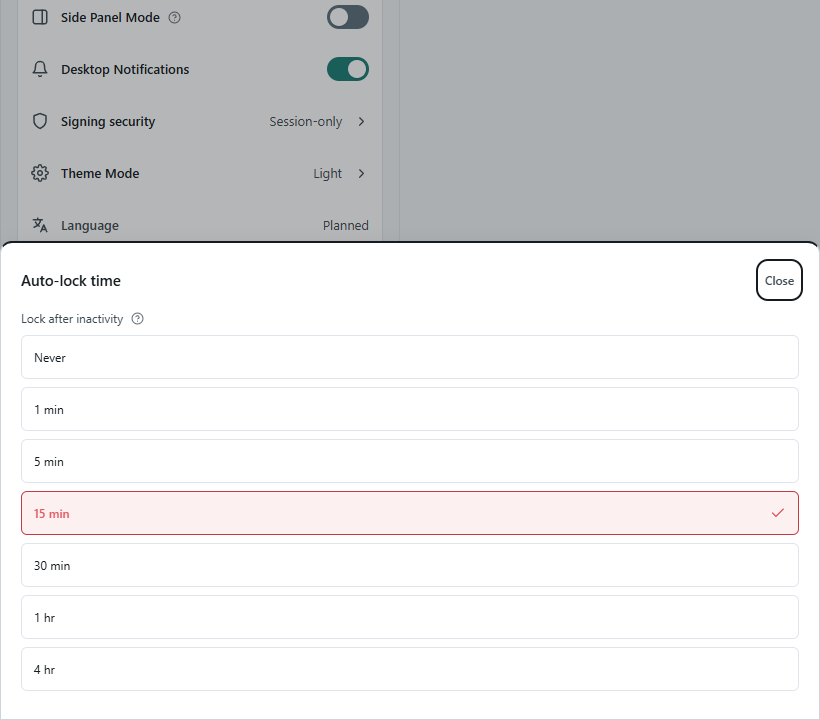 Side Panel Mode
Desktop Notifications
Signing security Session-only
Theme Mode Light
Language Planned
Auto-lock time Close
Lock after inactivity
Never
1 min
5 min
15 min
30 min
1 hr
4 hr